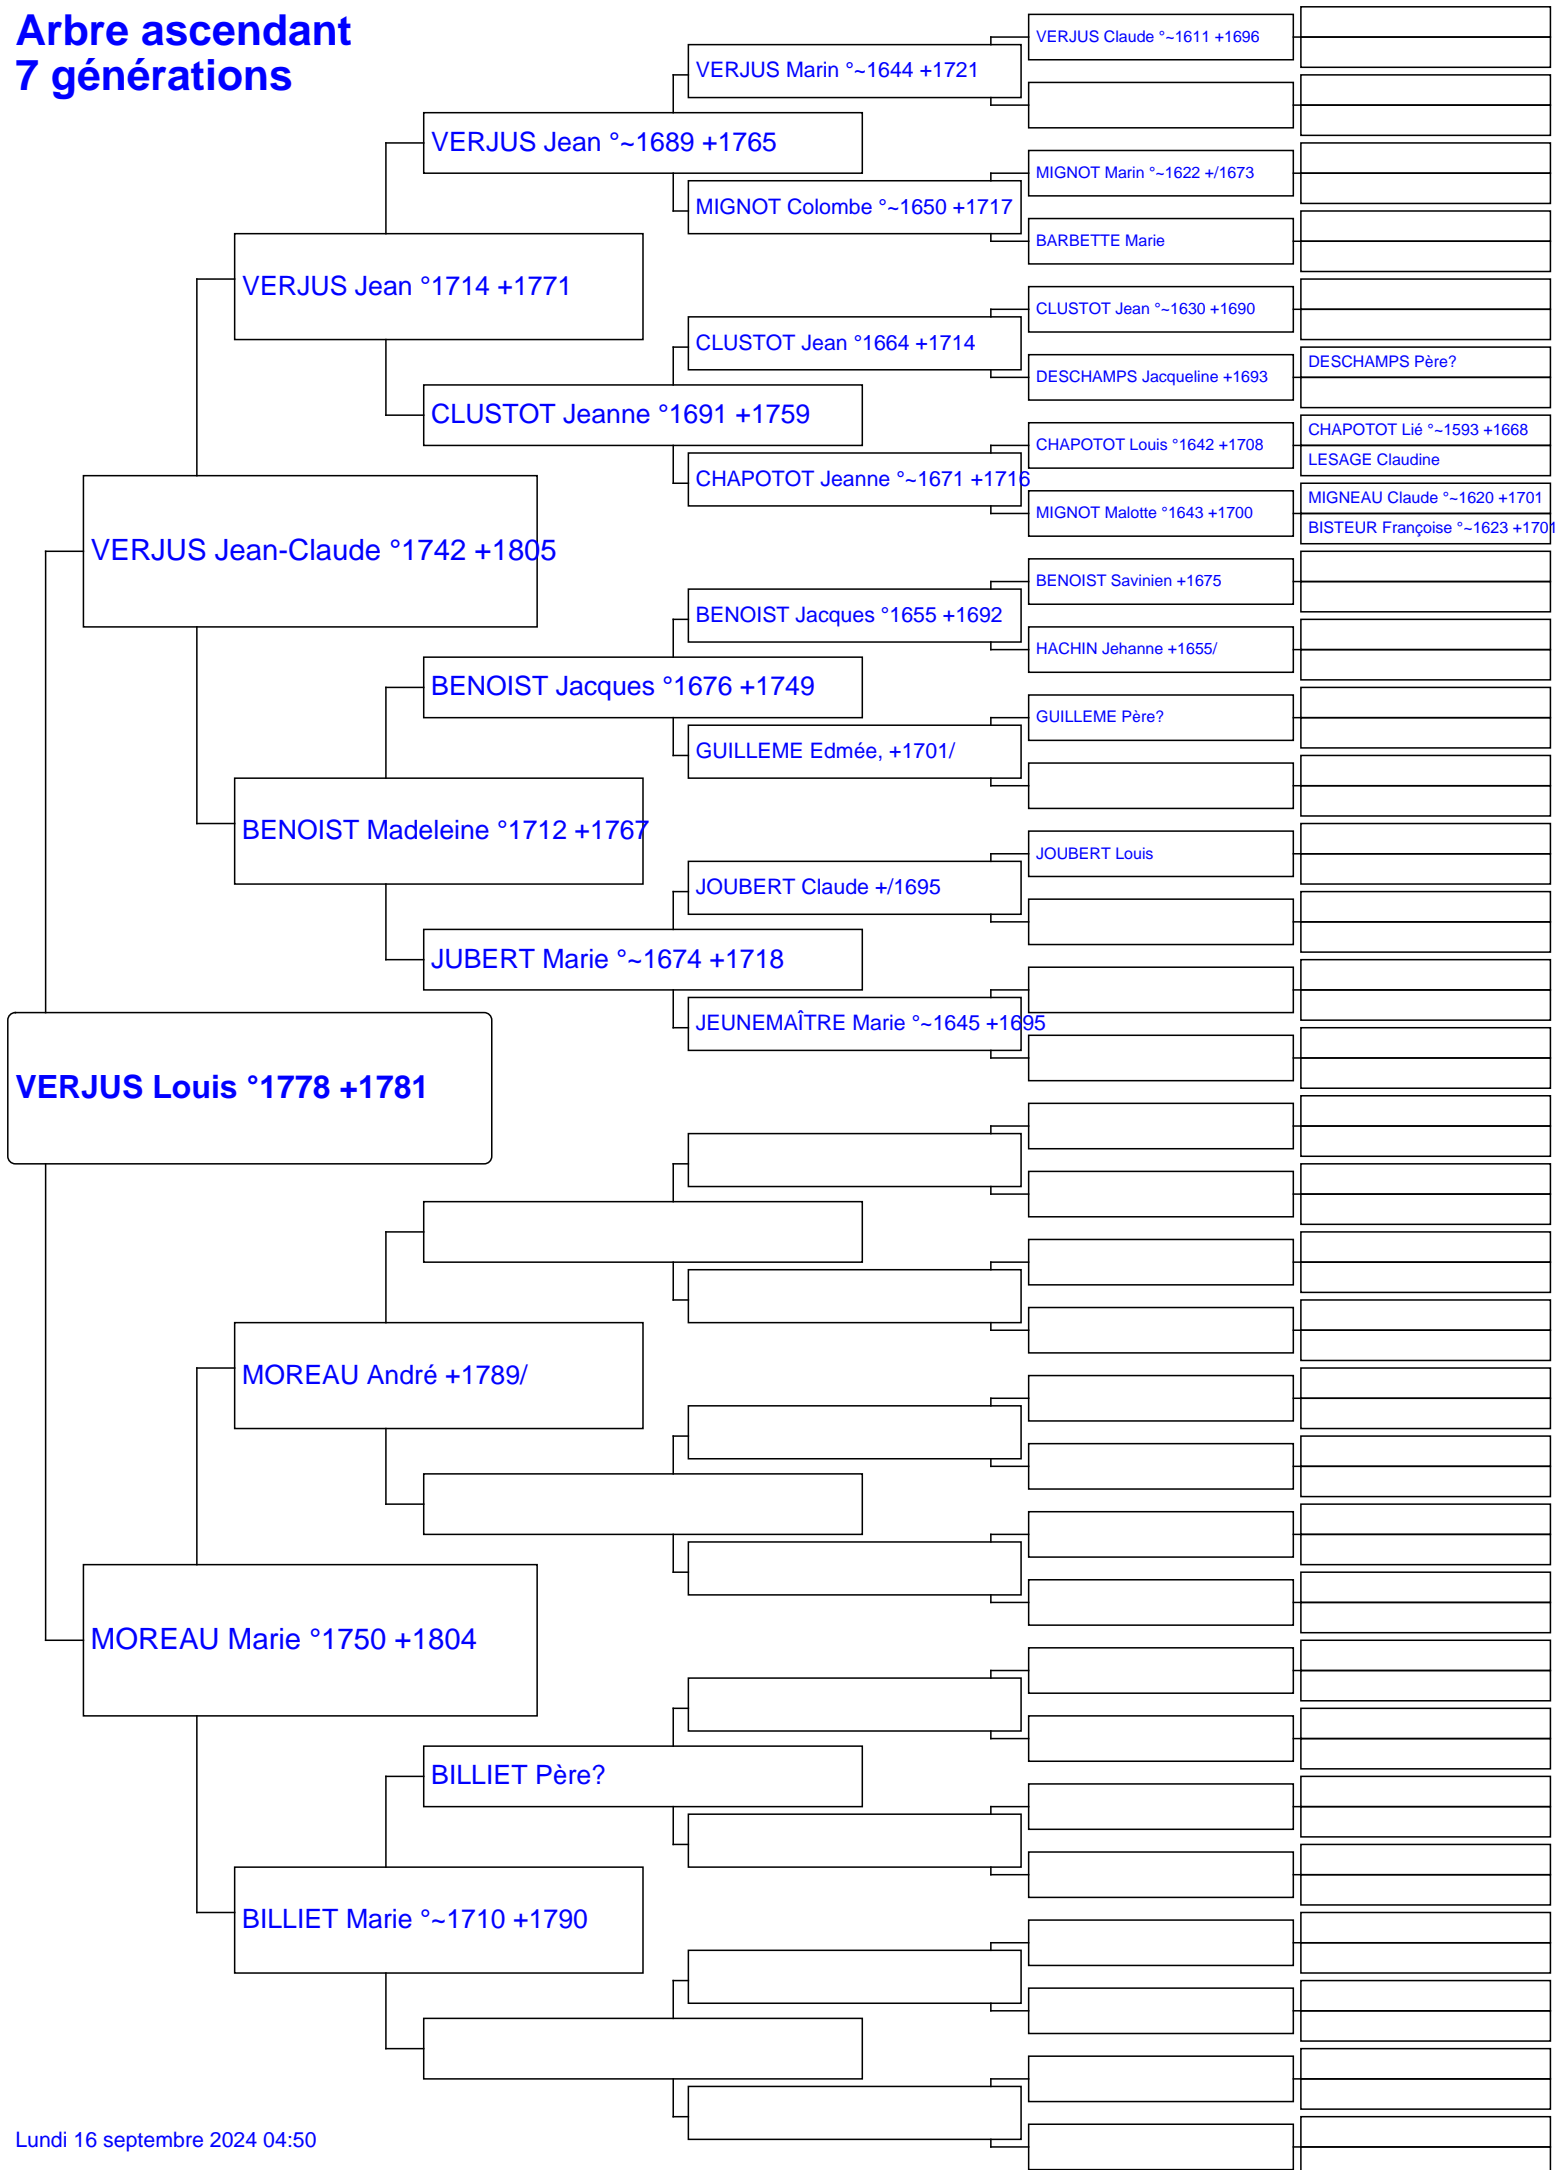 Arbre ascendant
7 générations
VERJUS Claude °~1611 +1696
VERJUS Marin °~1644 +1721
VERJUS Jean °~1689 +1765
MIGNOT Marin °~1622 +/1673
MIGNOT Colombe °~1650 +1717
BARBETTE Marie
VERJUS Jean °1714 +1771
CLUSTOT Jean °~1630 +1690
CLUSTOT Jean °1664 +1714
DESCHAMPS Père?
DESCHAMPS Jacqueline +1693
CLUSTOT Jeanne °1691 +1759
CHAPOTOT Lié °~1593 +1668
CHAPOTOT Louis °1642 +1708
LESAGE Claudine
CHAPOTOT Jeanne °~1671 +1716
MIGNEAU Claude °~1620 +1701
MIGNOT Malotte °1643 +1700
BISTEUR Françoise °~1623 +1701
VERJUS Jean-Claude °1742 +1805
BENOIST Savinien +1675
BENOIST Jacques °1655 +1692
HACHIN Jehanne +1655/
BENOIST Jacques °1676 +1749
GUILLEME Père?
GUILLEME Edmée, +1701/
BENOIST Madeleine °1712 +1767
JOUBERT Louis
JOUBERT Claude +/1695
JUBERT Marie °~1674 +1718
JEUNEMAÎTRE Marie °~1645 +1695
VERJUS Louis °1778 +1781
MOREAU André +1789/
MOREAU Marie °1750 +1804
BILLIET Père?
BILLIET Marie °~1710 +1790
Lundi 16 septembre 2024 04:50